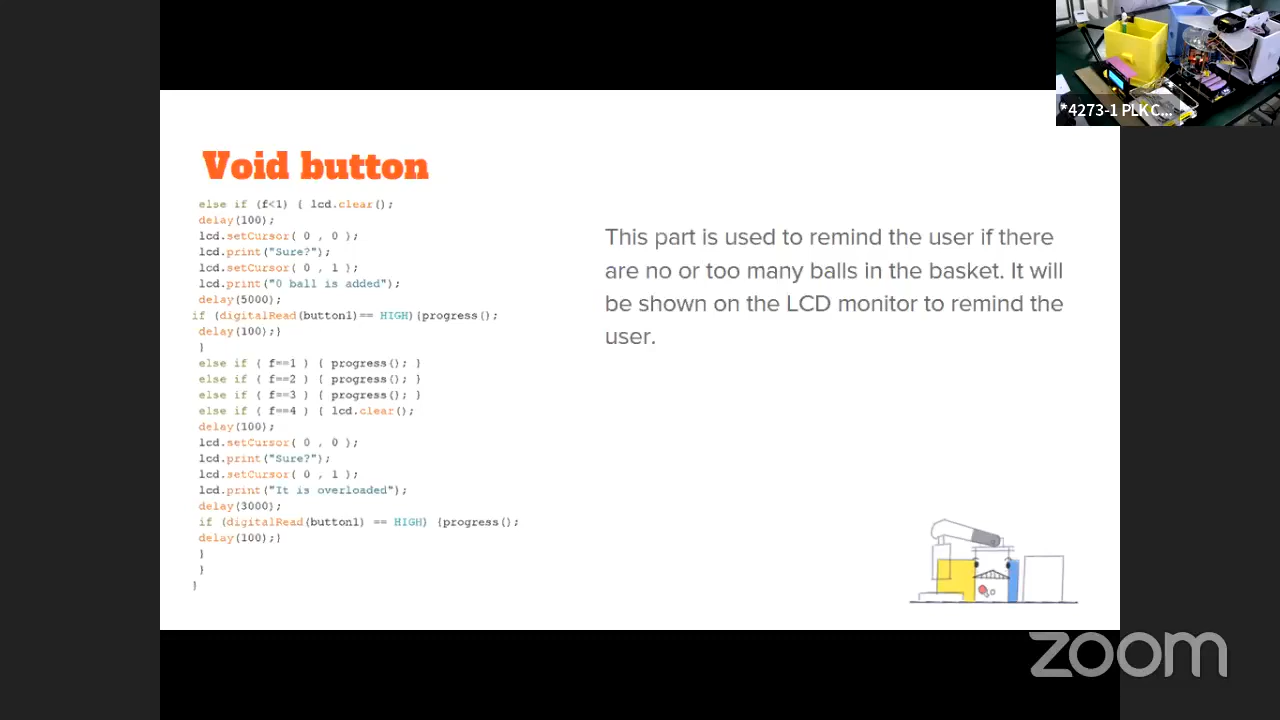 *4273-1 PLK C...
Void button
else if (f<1) { lcd.clear();
delay(100);
lcd.setCursor( 0 , 0 );
lcd.print("Sure?");
lcd.setCursor( 0 , 1 );
lcd.print("0 ball is added");
delay(5000);
if (digitalRead(button1)== HIGH){progress();
delay(100);}
}
else if ( f==1 ) { progress(); }
else if ( f==2 ) { progress(); }
else if ( f==3 ) { progress(); }
else if ( f==4 ) { lcd.clear();
delay(100);
lcd.setCursor( 0 , 0 );
lcd.print("Sure?");
lcd.setCursor( 0 , 1 );
lcd.print("It is overloaded");
delay(3000);
if (digitalRead(button1) == HIGH) {progress();
delay(100);}
}
}
}
This part is used to remind the user if there
are no or too many balls in the basket. It will
be shown on the LCD monitor to remind the
user.
zoom